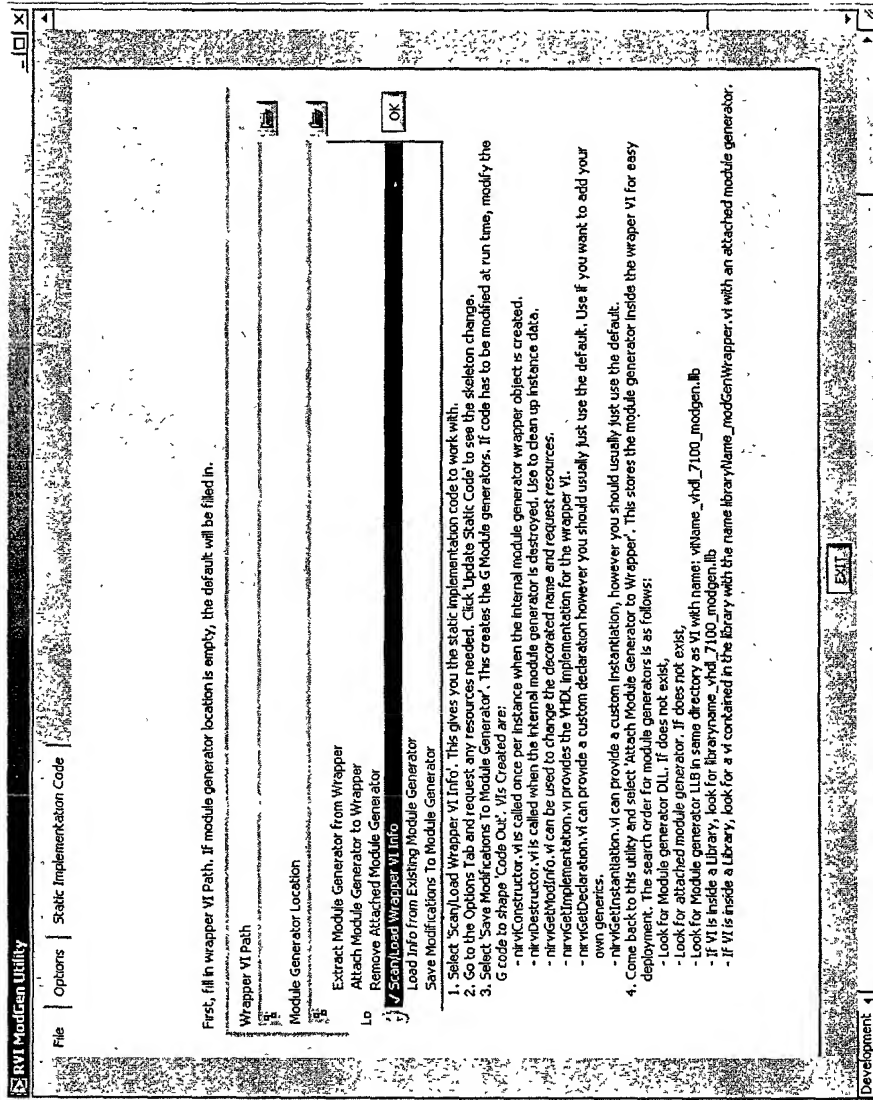 RVI ModGen Utility
File Options Static Implementation Code
First, fill in wrapper VI Path. If module generator location is empty, the default will be filled in.
Wrapper VI Path
Module Generator Location
Extract Module Generator from Wrapper
Attach Module Generator to Wrapper
Remove Attached Module Generator
Lo
✓ Scan/Load Wrapper VI Info
OK
Load Info from Existing Module Generator
Save Modifications To Module Generator
1. Select 'Scan/Load Wrapper VI Info'. This gives you the static implementation code to work with.
2. Go to the Options Tab and request any resources needed. Click 'Update Static Code' to see the skeleton change.
3. Select 'Save Modifications To Module Generator'. This creates the G Module generators. If code has to be modified at run time, modify the
G code to shape 'Code Out'. VIs Created are:
- nirviConstructor.vi is called once per instance when the internal module generator wrapper object is created.
- nirviDestructor.vi is called when the internal module generator is destroyed. Use to clean up instance data.
- nirviGetModInfo.vi can be used to change the decorated name and request resources.
- nirviGetImplementation.vi provides the VHDL implementation for the wrapper VI.
- nirviGetDeclaration.vi can provide a custom declaration however you should usually just use the default. Use if you want to add your
own generics.
- nirviGetInstantiation.vi can provide a custom instantiation, however you should usually just use the default.
4. Come back to this utility and select 'Attach Module Generator to Wrapper'. This stores the module generator inside the wraper VI for easy
deployment. The search order for module generators is as follows:
- Look for Module generator DLL. If does not exist,
- Look for attached module generator. If does not exist,
- Look for Module generator LLB in same directory as VI with name: viName_vhdl_7100_modgen.llb
- If VI is inside a Library, look for libraryname_vhdl_7100_modgen.llb
- If VI is inside a Library, look for a vi contained in the library with the name libraryName_modGenWrapper.vi with an attached module generator.
EXIT
Development